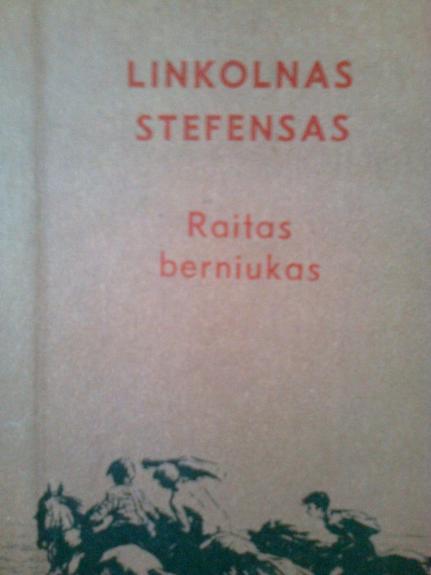 LINKOLNAS
STEFENSAS
Raitas
berniukas